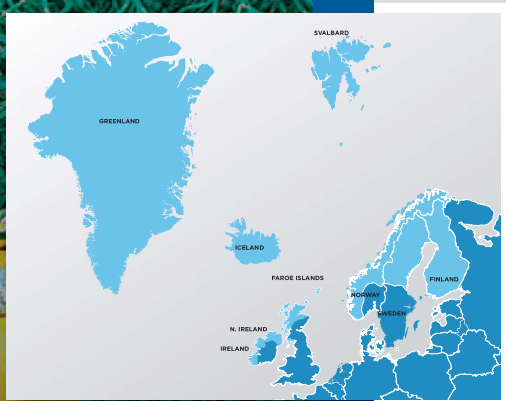 SVALBARD
GREENLAND
ICELAND
FAROE ISLANDS
FINLAND
NORWAY
SWEDEN
N. IRELAND
IRELAND